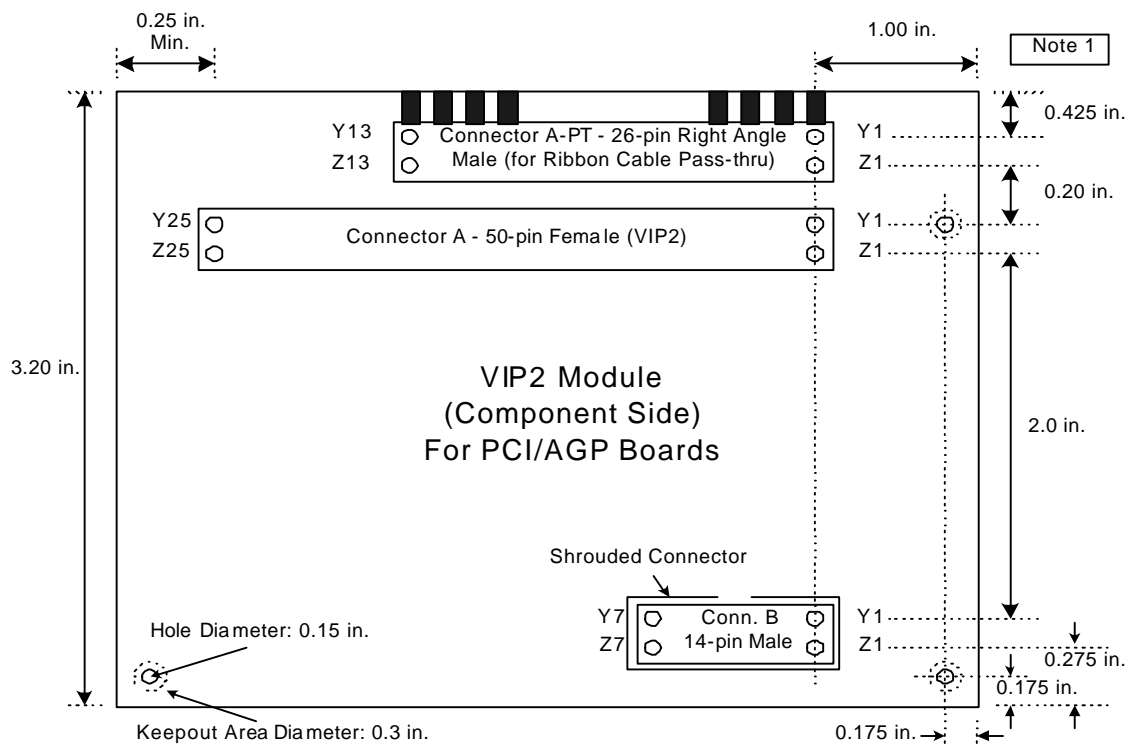 0.25 in.
Min.
1.00 in.
Note 1
0.425 in.
Y13
Connector A-PT - 26-pin Right Angle
Y1
Z13
Male (for Ribbon Cable Pass-thru)
Z1
0.20 in.
Y25
Connector A - 50-pin Female (VIP2)
Y1
Z25
Z1
3.20 in.
VIP2 Module
(Component Side)
For PCI/AGP Boards
2.0 in.
Shrouded Connector
Y7
Conn. B
Y1
Z7
14-pin Male
Z1
Hole Diameter: 0.15 in.
0.275 in.
0.175 in.
Keepout Area Diameter: 0.3 in.
0.175 in.